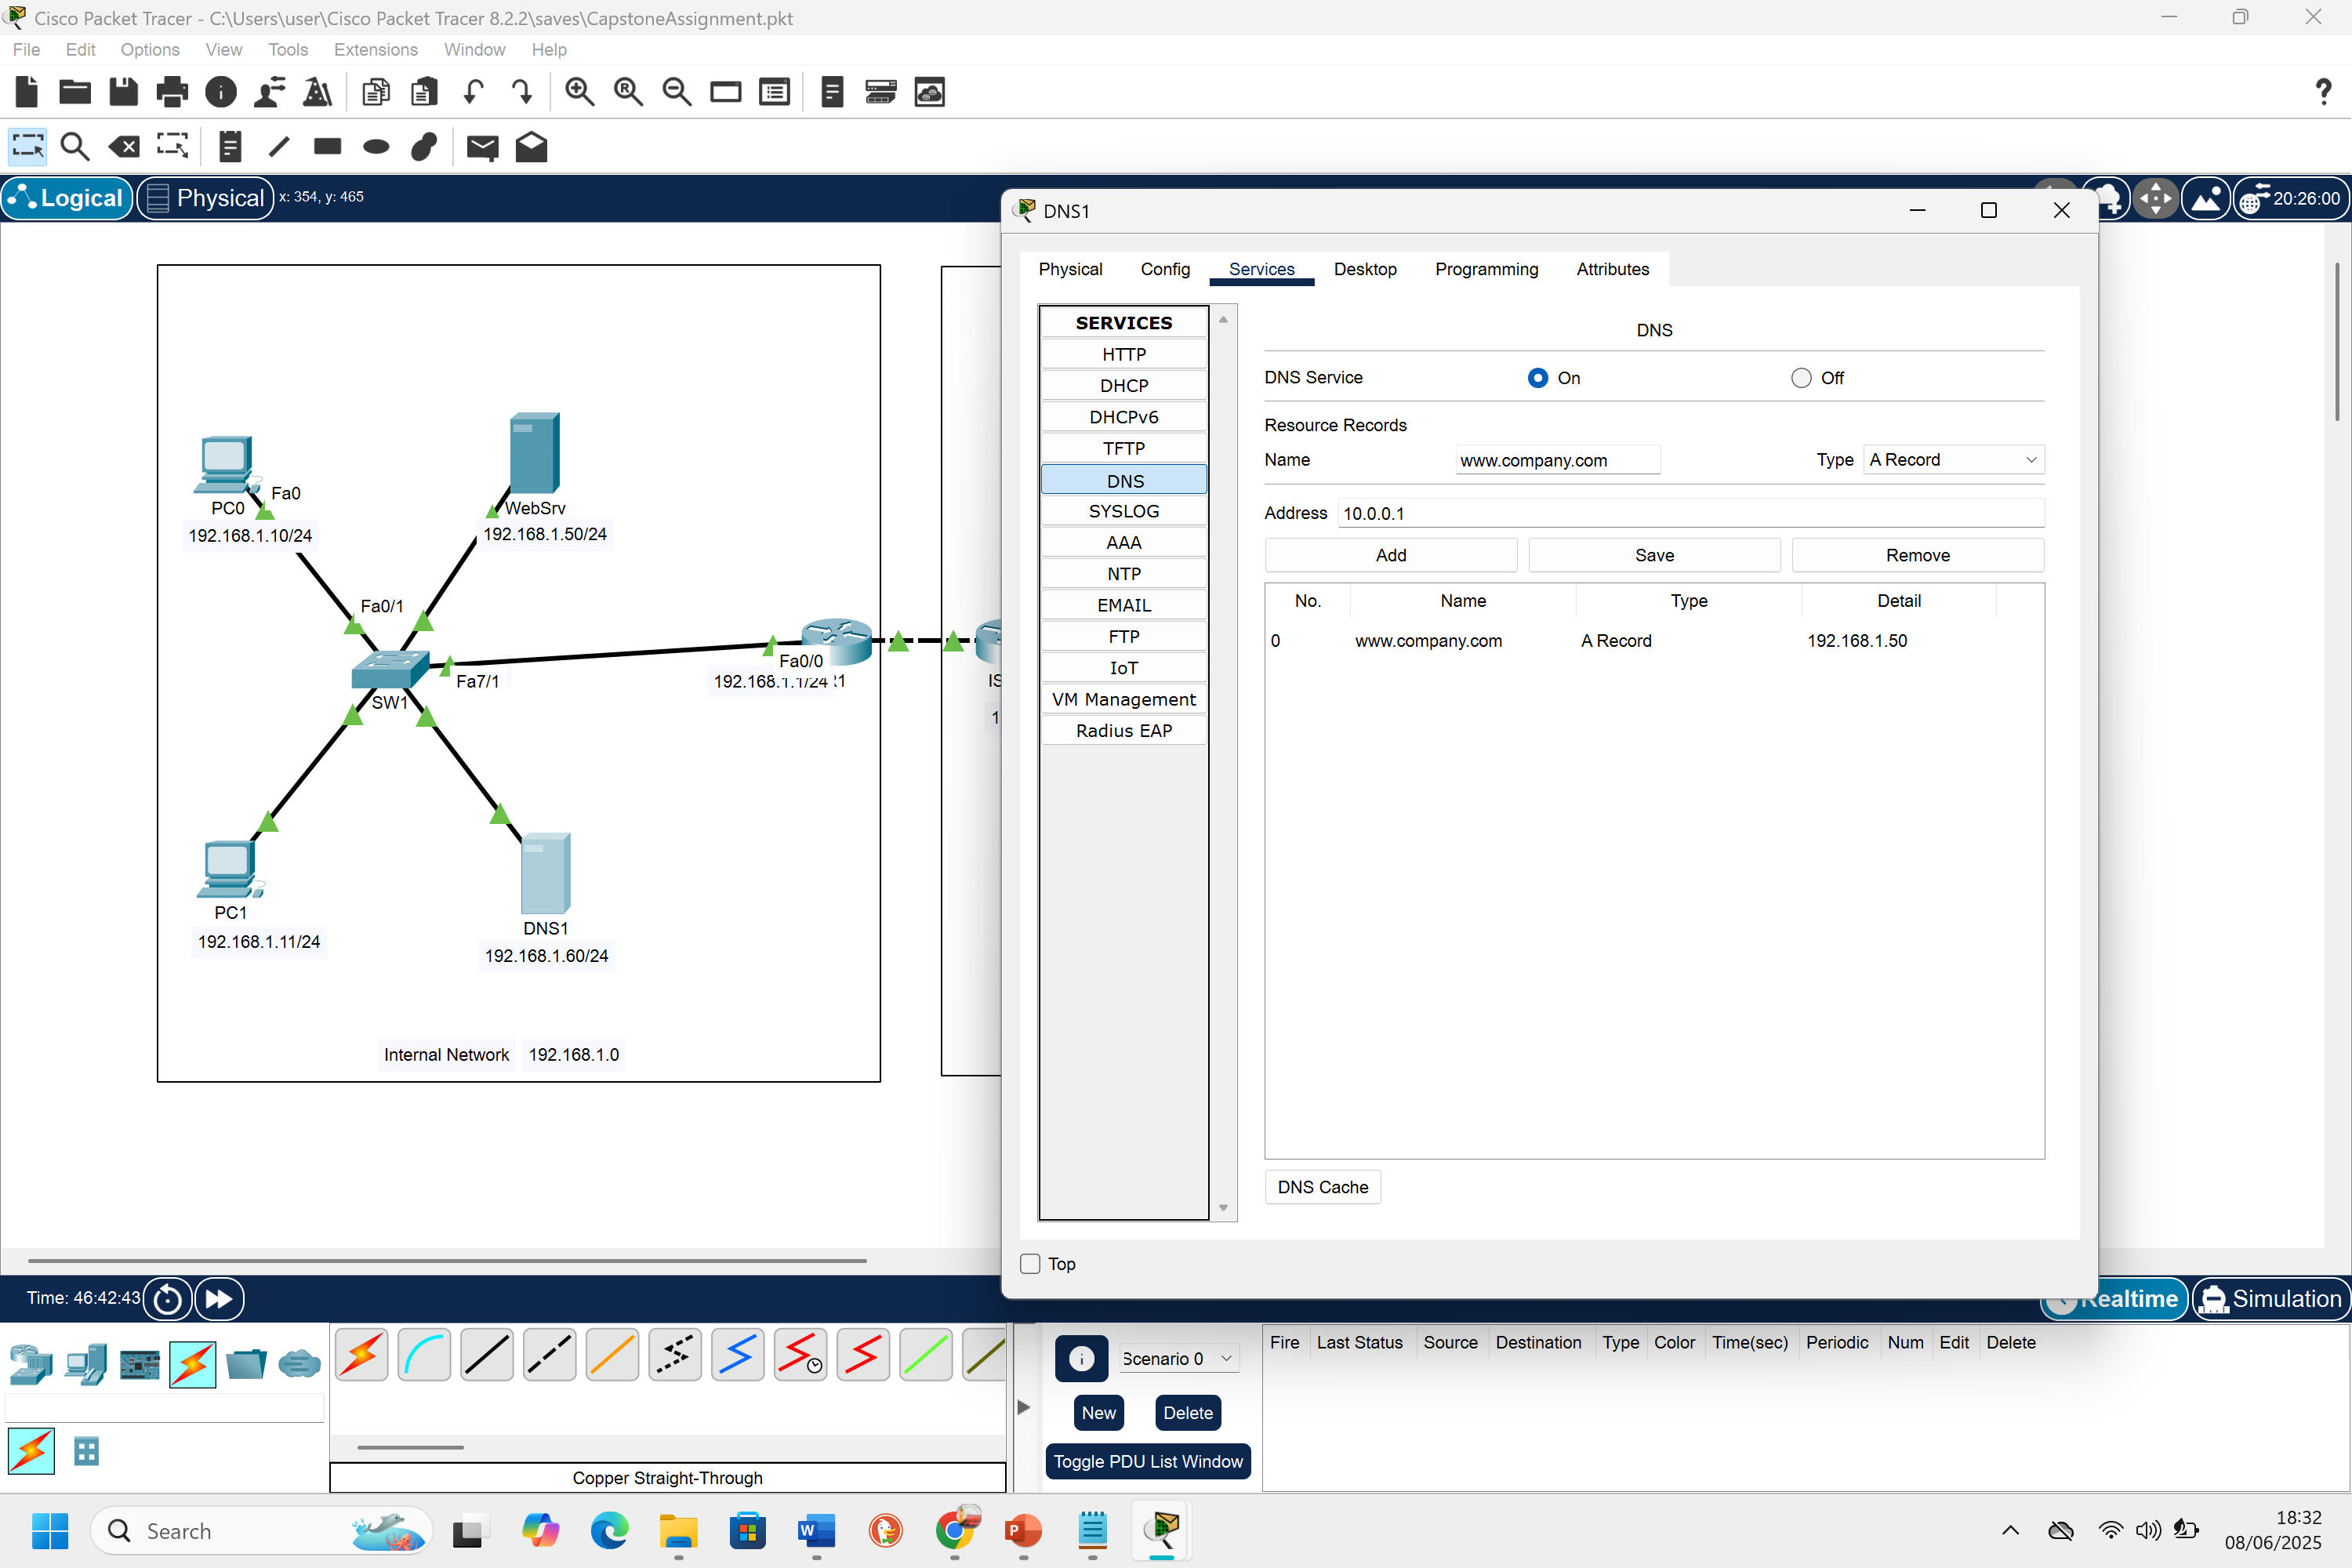 Cisco Packet Tracer - C:\Users\user\Cisco Packet Tracer 8.2.2\saves\CapstoneAssignment.pkt
File Edit Options View Tools Extensions Window Help
Logical Physical x: 354, y: 465
20:26:00
DNS1
Physical Config Services Desktop Programming Attributes
SERVICES
HTTP
DHCP
DHCPv6
TFTP
DNS
SYSLOG
AAA
NTP
EMAIL
FTP
IoT
VM Management
Radius EAP
DNS
DNS Service On Off
Resource Records
Name www.company.com Type A Record
Address 10.0.0.1
Add Save Remove
No. Name Type Detail
0 www.company.com A Record 192.168.1.50
DNS Cache
Top
PC0
Fa0
192.168.1.10/24
WebSrv
192.168.1.50/24
Fa0/1
Fa7/1
SW1
Fa0/0
192.168.1.1/24
PC1
192.168.1.11/24
DNS1
192.168.1.60/24
Internal Network 192.168.1.0
Time: 46:42:43
Realtime Simulation
Scenario 0
New Delete
Toggle PDU List Window
Fire Last Status Source Destination Type Color Time(sec) Periodic Num Edit Delete
Copper Straight-Through
Search
18:32
08/06/2025